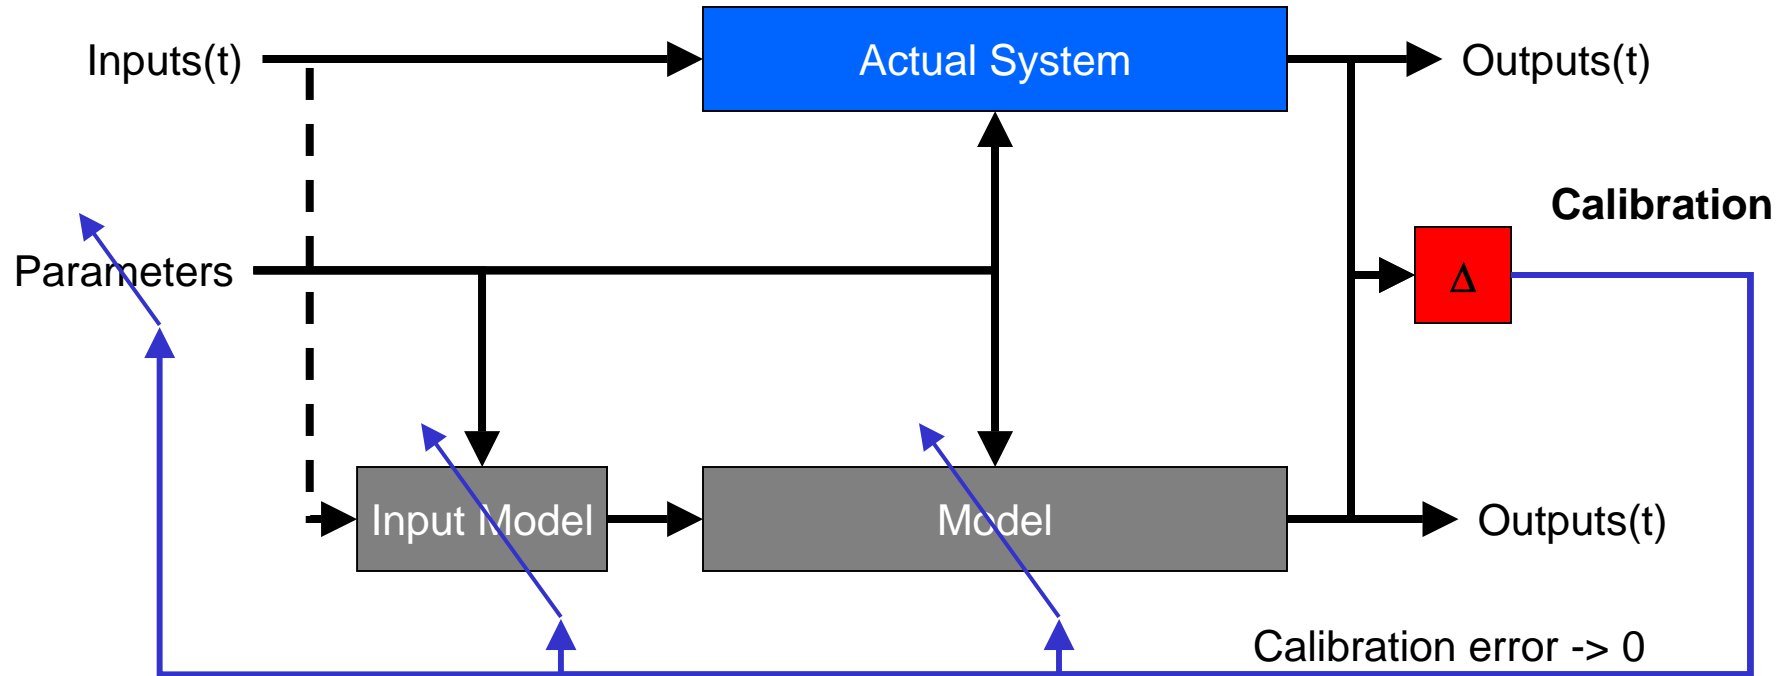 Inputs(t)
Actual System
Outputs(t)
Calibration
Parameters
Δ
Input Model
Model
Outputs(t)
Calibration error -> 0